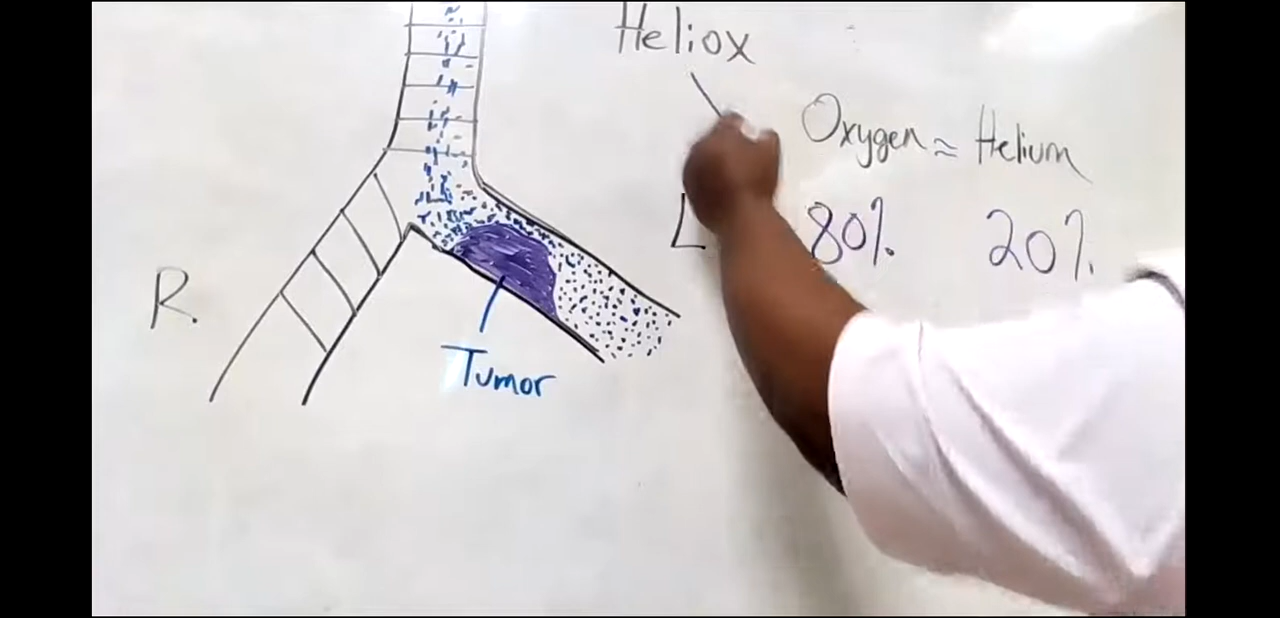 Heliox
Oxygen ≈ Helium
L 80% 20%.
R.
Tumor